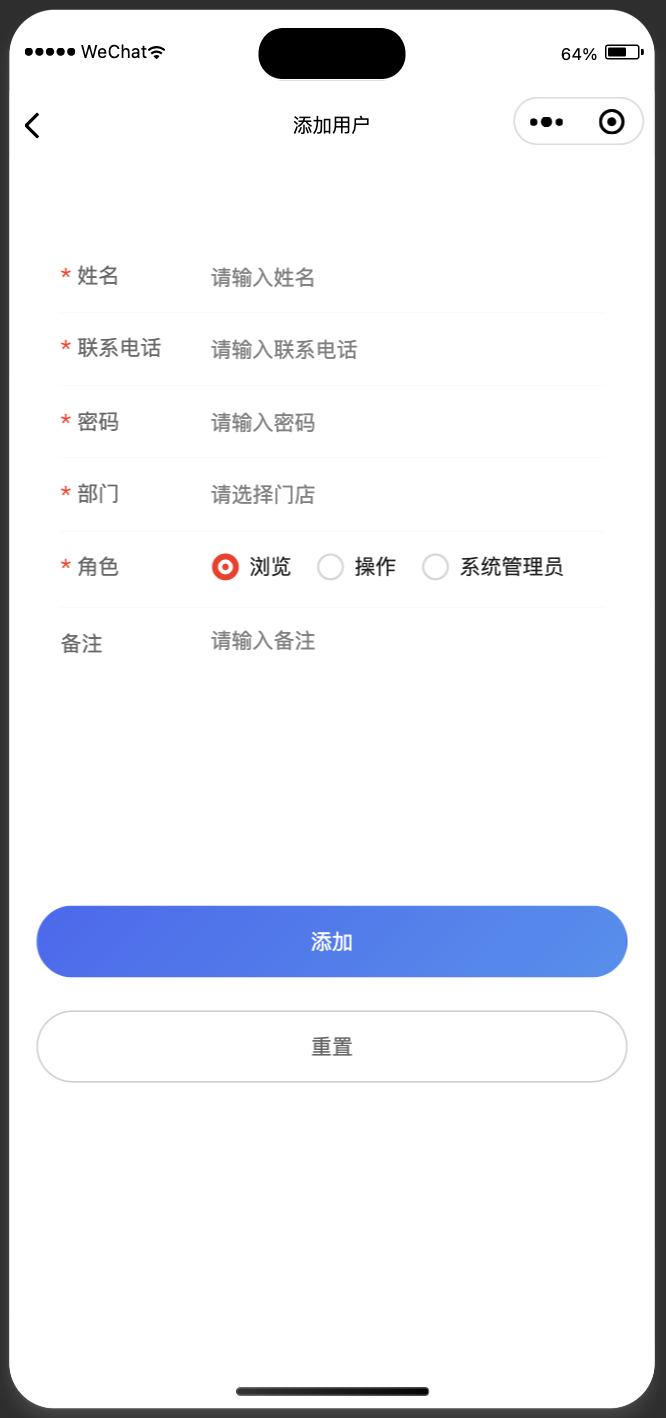 WeChat
64%
添加用户
* 姓名 请输入姓名
* 联系电话 请输入联系电话
* 密码 请输入密码
* 部门 请选择门店
* 角色 浏览 操作 系统管理员
备注 请输入备注
添加
重置